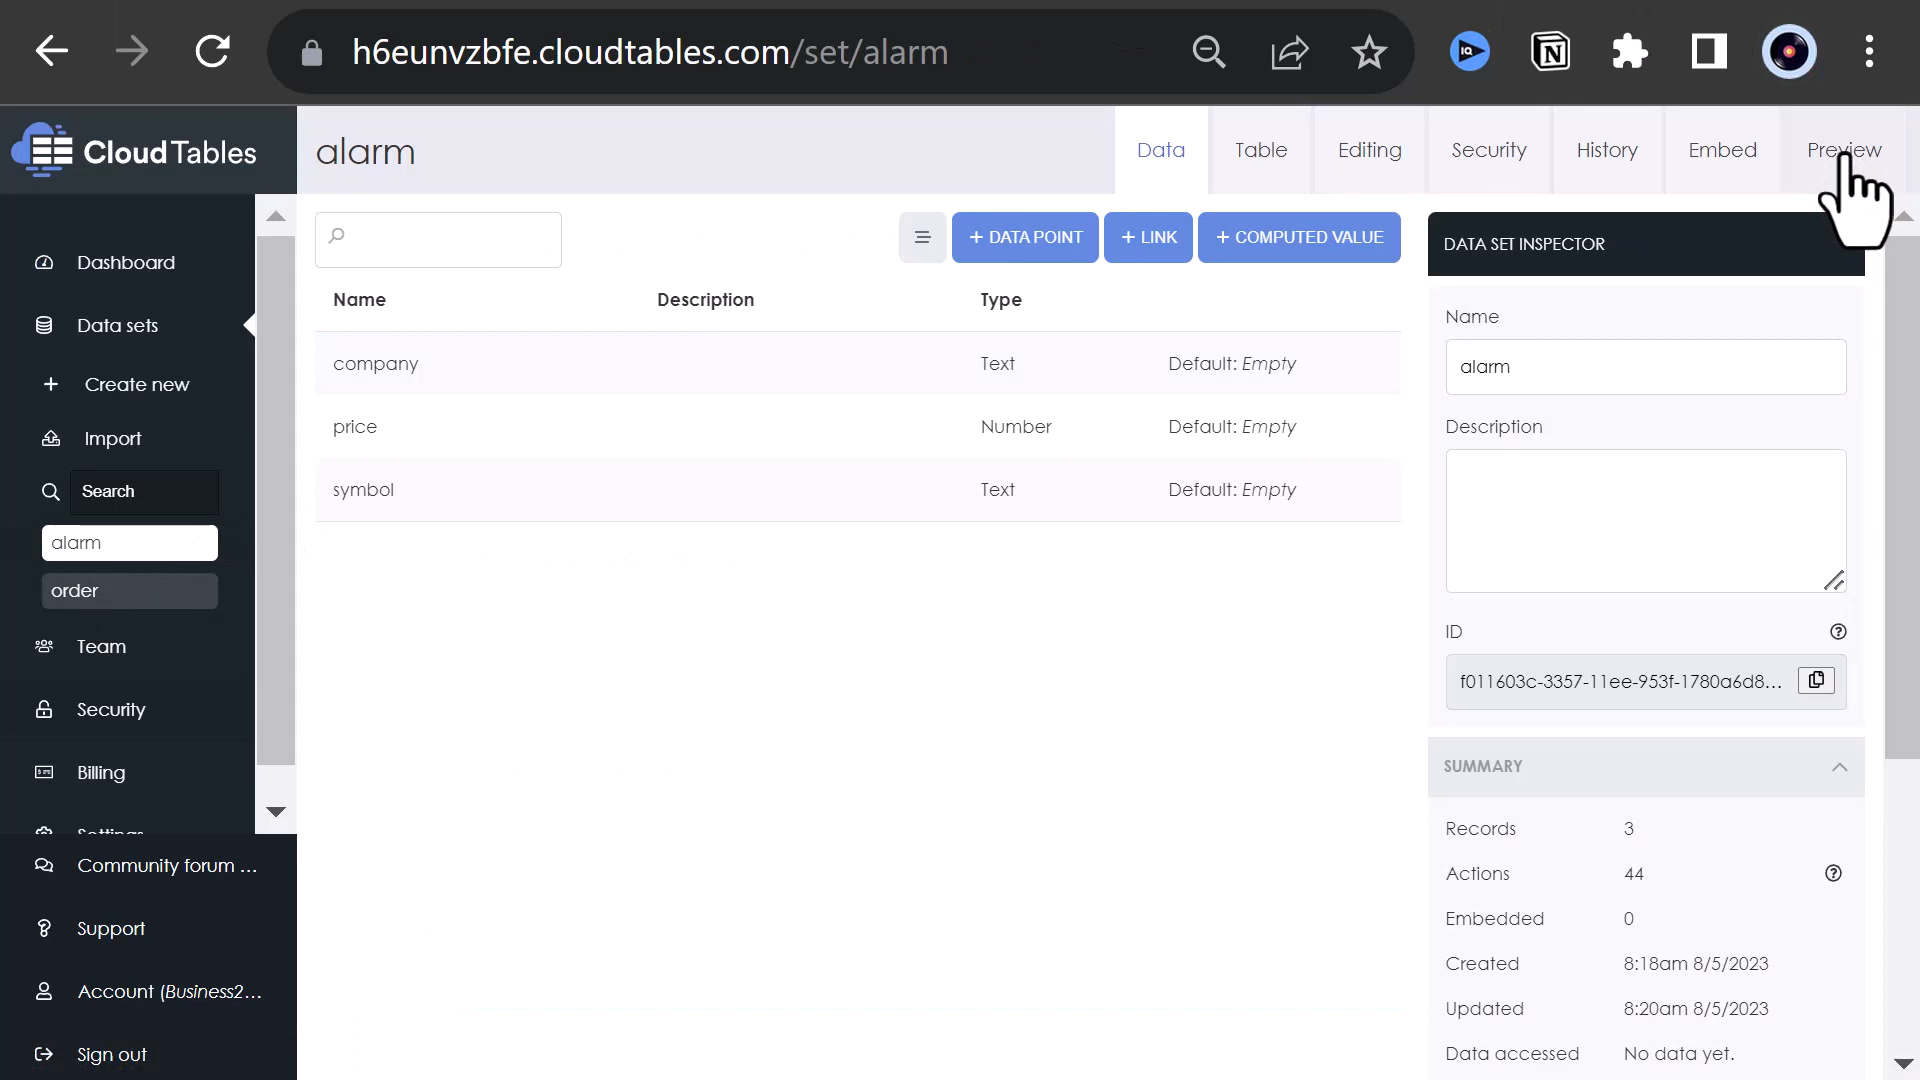 h6eunvzbfe.cloudtables.com/set/alarm
CloudTables
alarm
Data
Table
Editing
Security
History
Embed
Preview
Dashboard
Data sets
Create new
Import
Search
alarm
order
Team
Security
Billing
Settings
Community forum ...
Support
Account (Business2...
Sign out
+ DATA POINT
+ LINK
+ COMPUTED VALUE
Name Description Type
company Text Default: Empty
price Number Default: Empty
symbol Text Default: Empty
DATA SET INSPECTOR
Name
alarm
Description
ID
f011603c-3357-11ee-953f-1780a6d8...
SUMMARY
Records 3
Actions 44
Embedded 0
Created 8:18am 8/5/2023
Updated 8:20am 8/5/2023
Data accessed No data yet.